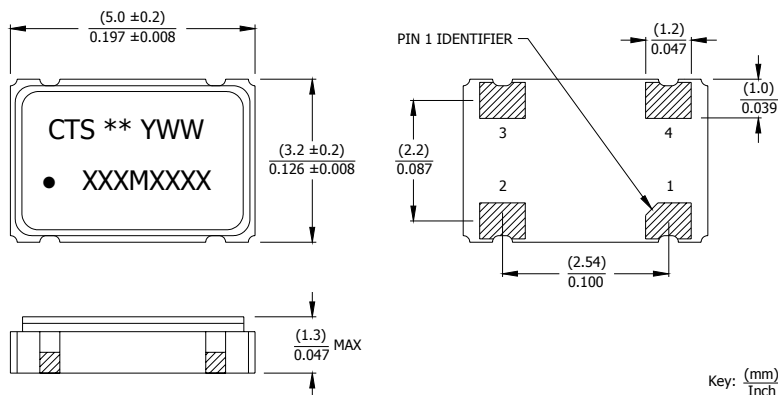 (5.0 ±0.2)
0.197 ±0.008
CTS ** YWW
XXXMXXXX
(3.2 ±0.2)
0.126 ±0.008
(1.3)
0.047 MAX
PIN 1 IDENTIFIER
(1.2)
0.047
(1.0)
0.039
3
4
(2.2)
0.087
2
1
(2.54)
0.100
Key: (mm)
Inch